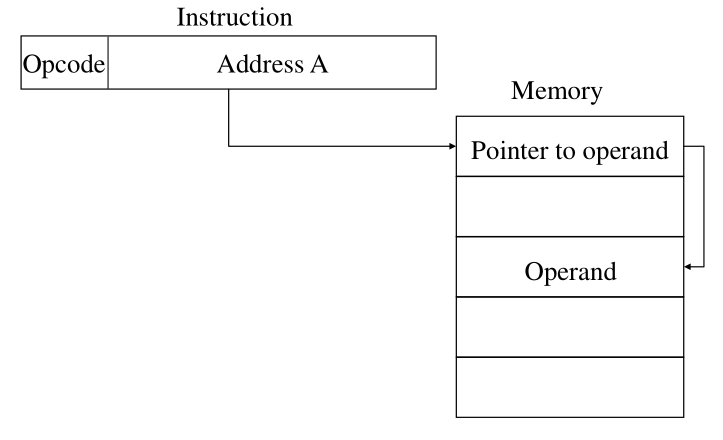 Instruction
Opcode
Address A
Memory
Pointer to operand
Operand